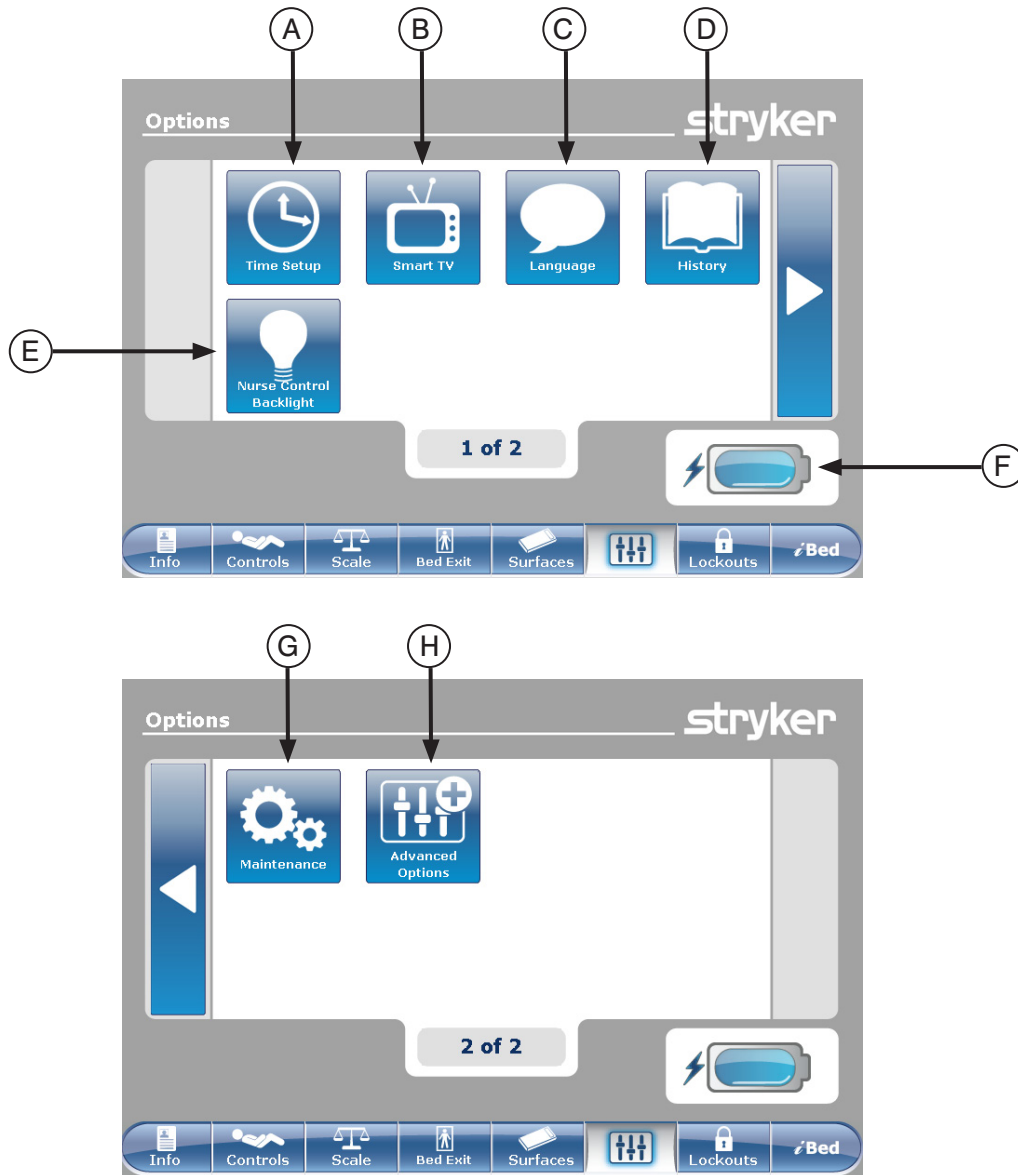 A B C D
Options
stryker
Time Setup
Smart TV
Language
History
E
Nurse Control
Backlight
1 of 2
F
Info
Controls
Scale
Bed Exit
Surfaces
Lockouts
iBed
G H
Options
stryker
Maintenance
Advanced
Options
2 of 2
Info
Controls
Scale
Bed Exit
Surfaces
Lockouts
iBed